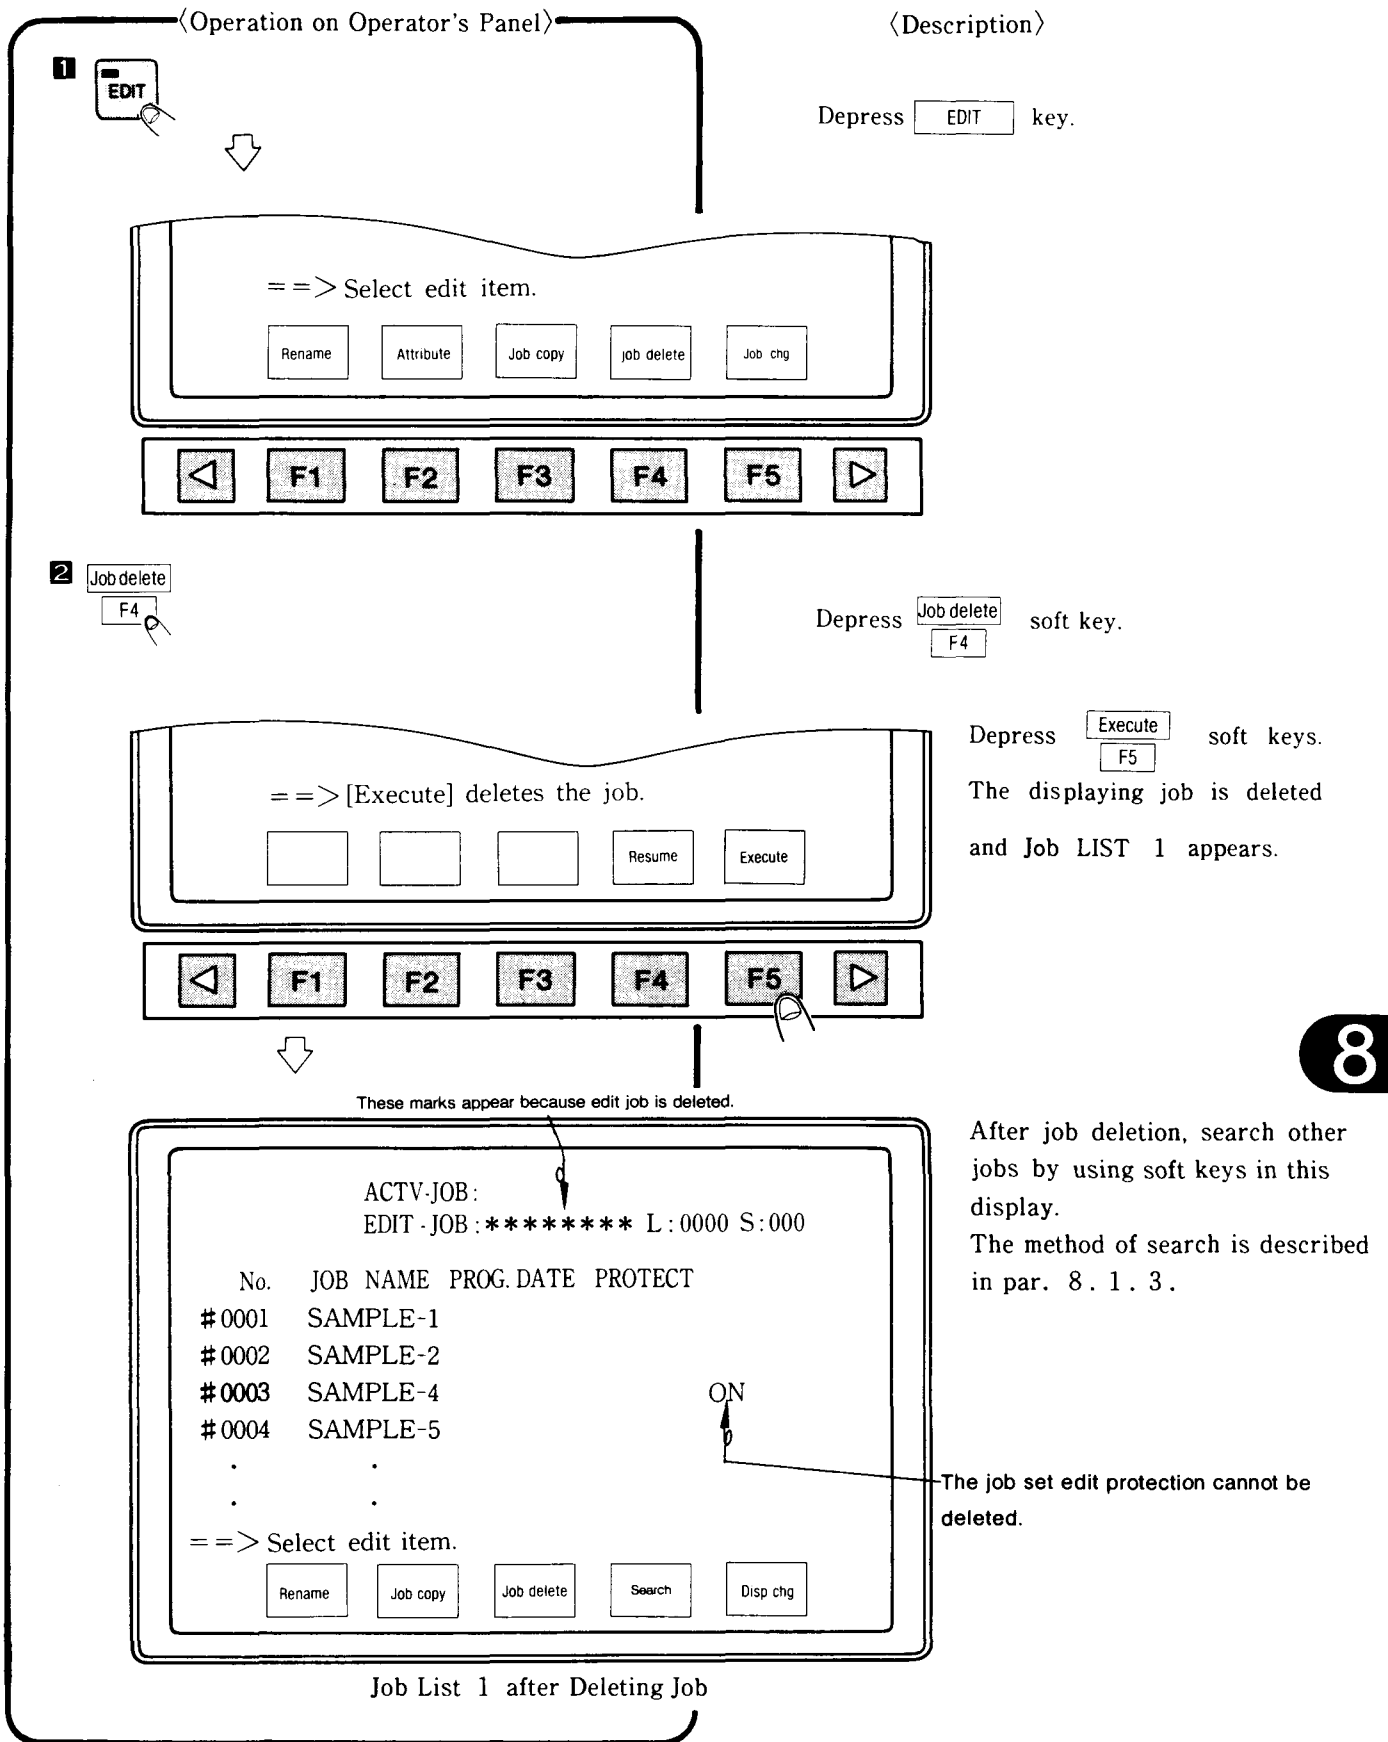 〈Operation on Operator's Panel〉
〈Description〉
1
EDIT
Depress EDIT key.
==> Select edit item.
Rename Attribute Job copy job delete Job chg
F1 F2 F3 F4 F5
2 Job delete
F4
Depress Job delete soft key.
F4
Depress Execute soft keys.
F5
The displaying job is deleted
and Job LIST 1 appears.
==> [Execute] deletes the job.
Resume Execute
F1 F2 F3 F4 F5
8
These marks appear because edit job is deleted.
ACTV-JOB:
EDIT-JOB:******** L:0000 S:000
No. JOB NAME PROG. DATE PROTECT
#0001 SAMPLE-1
#0002 SAMPLE-2
#0003 SAMPLE-4 ON
#0004 SAMPLE-5
. .
. .
==> Select edit item.
Rename Job copy Job delete Search Disp chg
Job List 1 after Deleting Job
After job deletion, search other
jobs by using soft keys in this
display.
The method of search is described
in par. 8.1.3.
The job set edit protection cannot be
deleted.